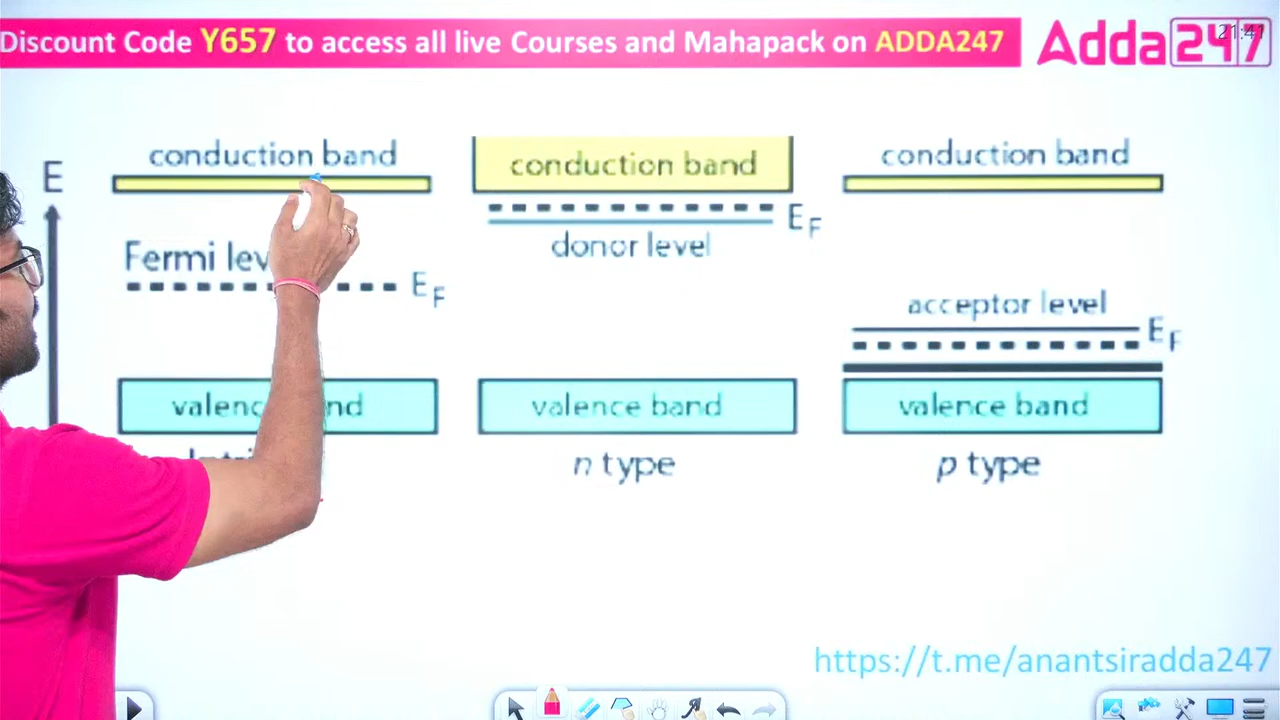 Discount Code Y657 to access all live Courses and Mahapack on ADDA247
Adda247
21:41
E
conduction band
conduction band
conduction band
E_F
donor level
Fermi lev
E_F
acceptor level
E_F
valenc nd
valence band
valence band
n type
p type
https://t.me/anantsiradda247